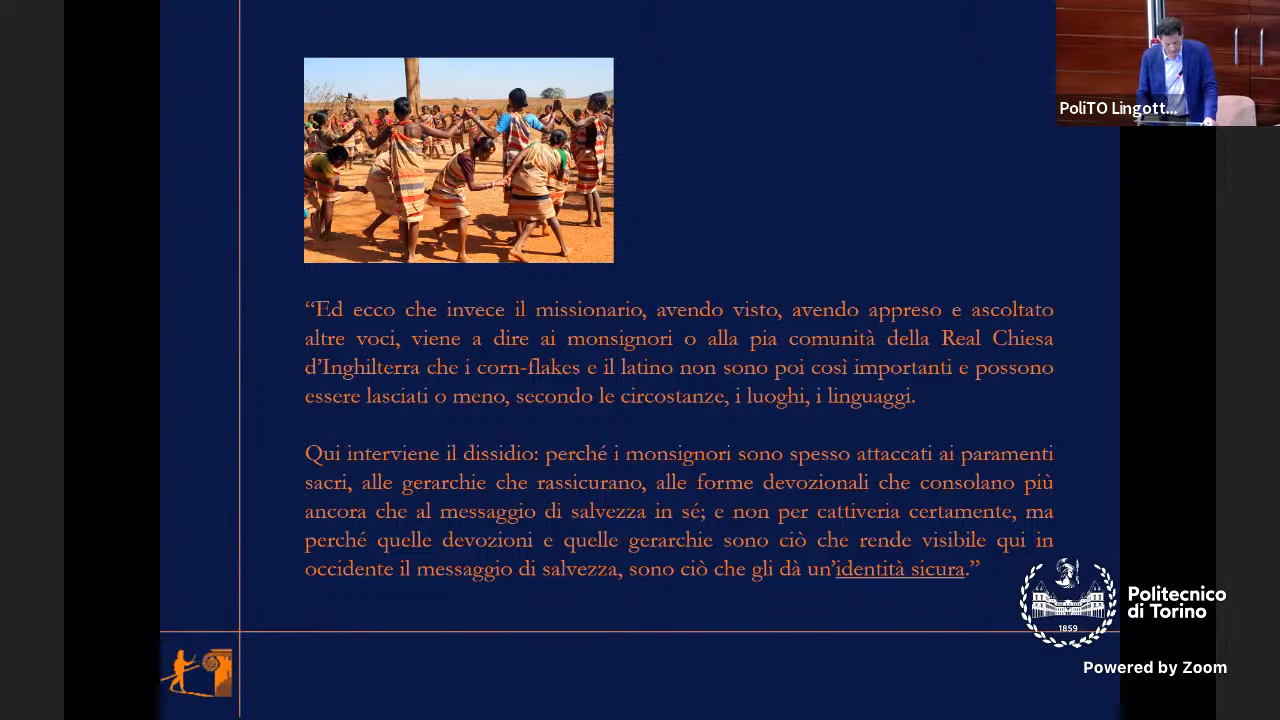 PoliTO Lingott...
“Ed ecco che invece il missionario, avendo visto, avendo appreso e ascoltato
altre voci, viene a dire ai monsignori o alla pia comunità della Real Chiesa
d’Inghilterra che i corn-flakes e il latino non sono poi così importanti e possono
essere lasciati o meno, secondo le circostanze, i luoghi, i linguaggi.
Qui interviene il dissidio: perché i monsignori sono spesso attaccati ai paramenti
sacri, alle gerarchie che rassicurano, alle forme devozionali che consolano più
ancora che al messaggio di salvezza in sé; e non per cattiveria certamente, ma
perché quelle devozioni e quelle gerarchie sono ciò che rende visibile qui in
occidente il messaggio di salvezza, sono ciò che gli dà un’identità sicura.”
Politecnico
di Torino
1859
Powered by Zoom